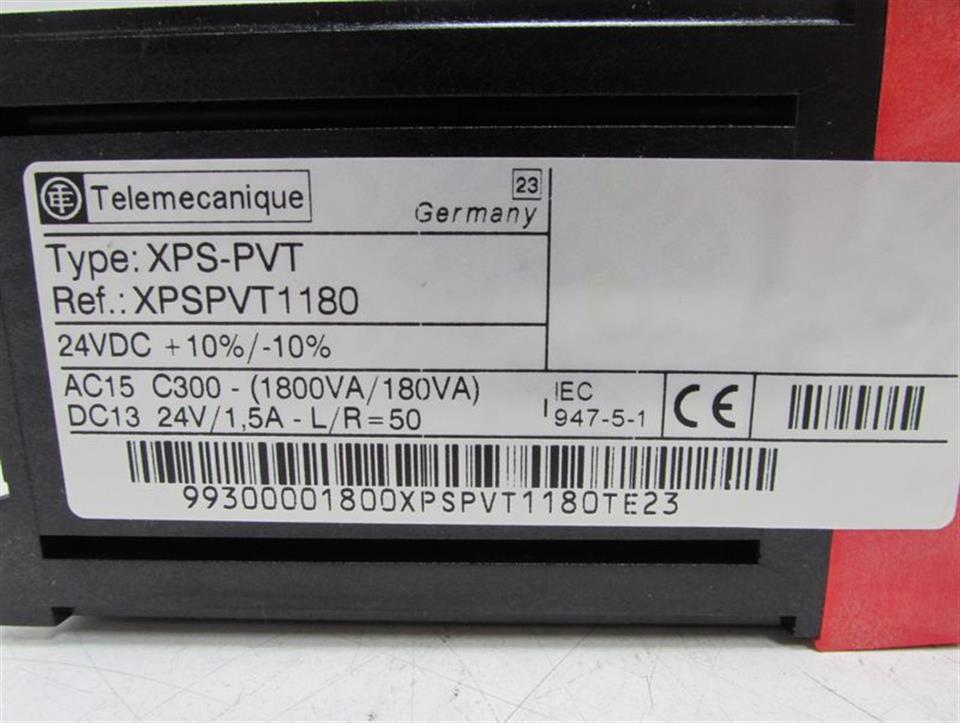 TE Telemecanique
23
Germany
Type: XPS-PVT
Ref.: XPSPVT1180
24VDC +10%/-10%
AC15 C300 - (1800VA/180VA)
DC13 24V/1,5A - L/R=50
IEC
947-5-1
CE
99300001800XPSPVT1180TE23